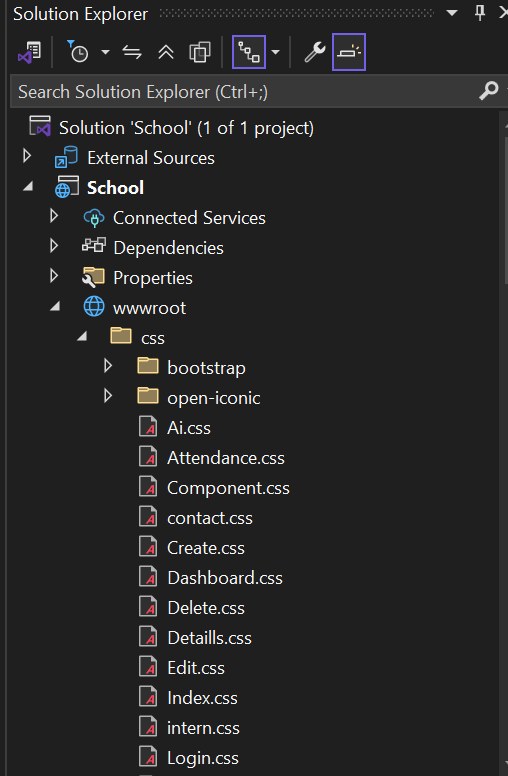 Solution Explorer
Search Solution Explorer (Ctrl+;)
Solution 'School' (1 of 1 project)
External Sources
School
Connected Services
Dependencies
Properties
wwwroot
css
bootstrap
open-iconic
Ai.css
Attendance.css
Component.css
contact.css
Create.css
Dashboard.css
Delete.css
Detaills.css
Edit.css
Index.css
intern.css
Login.css